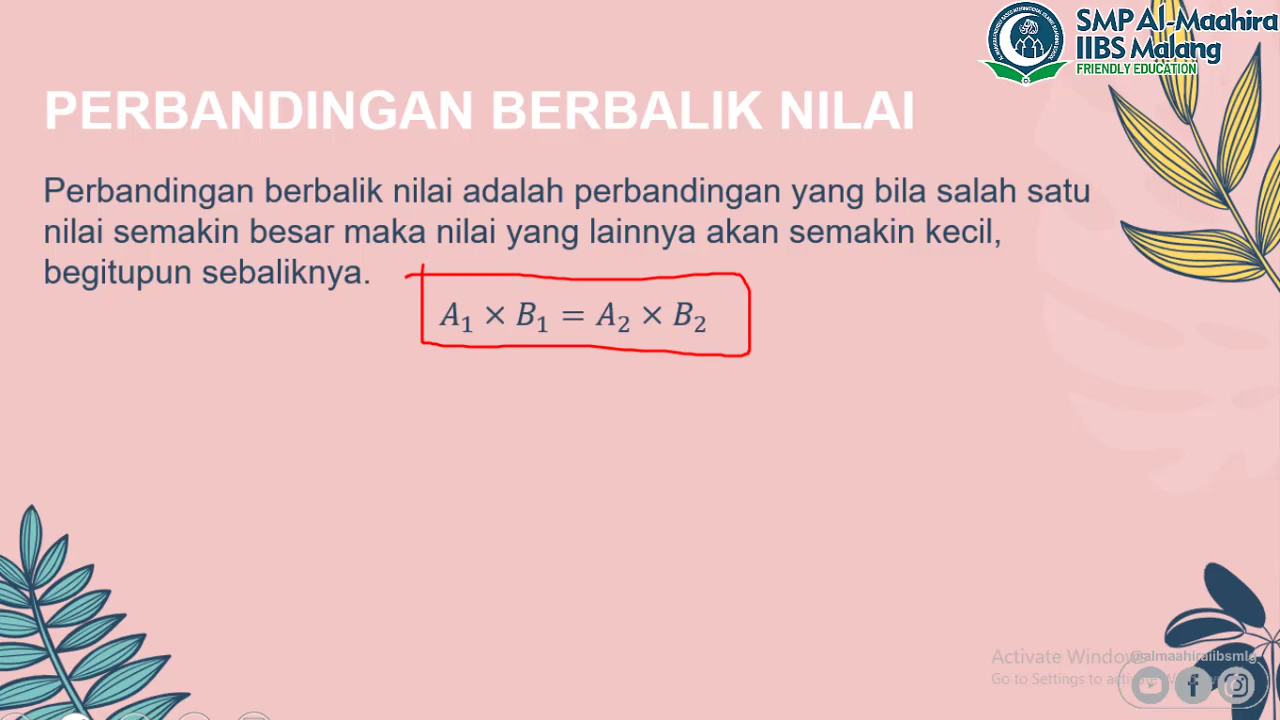 SMP Al-Maahira
IIBS Malang
FRIENDLY EDUCATION
PERBANDINGAN BERBALIK NILAI
Perbandingan berbalik nilai adalah perbandingan yang bila salah satu
nilai semakin besar maka nilai yang lainnya akan semakin kecil,
begitupun sebaliknya.
A₁ × B₁ = A₂ × B₂
Activate Windows
@almaahiraiibsmlg
Go to Settings to